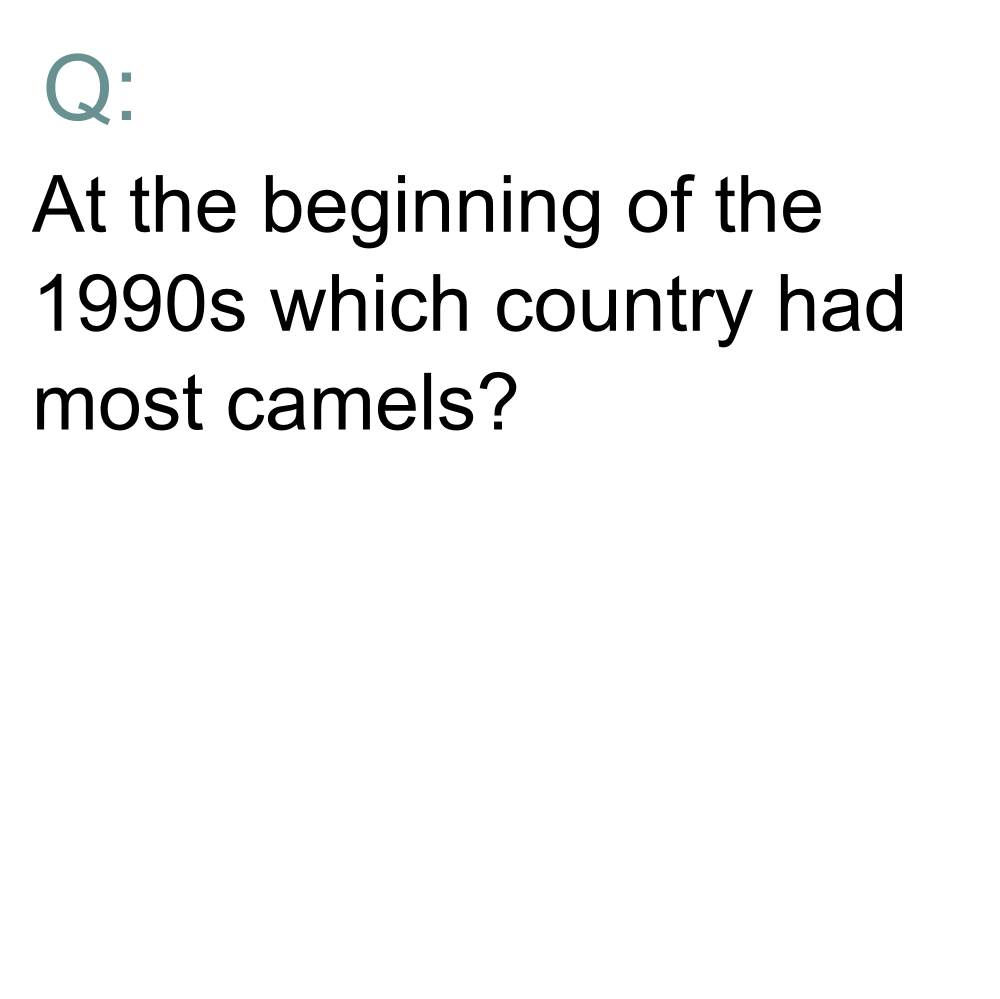 Q:
At the beginning of the
1990s which country had
most camels?